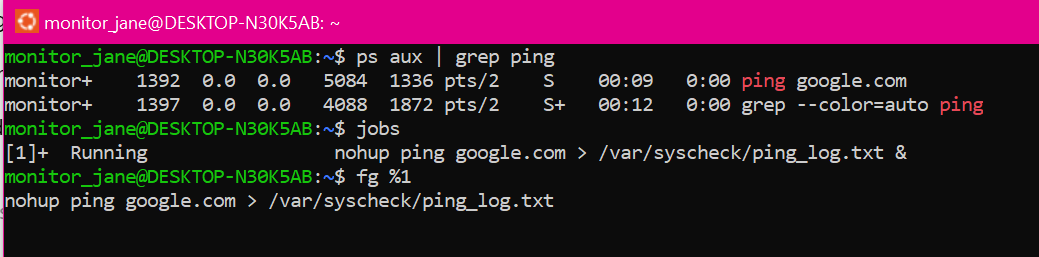 monitor_jane@DESKTOP-N30K5AB: ~
monitor_jane@DESKTOP-N30K5AB:~$ ps aux | grep ping
monitor+    1392  0.0  0.0   5084  1336 pts/2    S    00:09   0:00 ping google.com
monitor+    1397  0.0  0.0   4088  1872 pts/2    S+   00:12   0:00 grep --color=auto ping
monitor_jane@DESKTOP-N30K5AB:~$ jobs
[1]+  Running                 nohup ping google.com > /var/syscheck/ping_log.txt &
monitor_jane@DESKTOP-N30K5AB:~$ fg %1
nohup ping google.com > /var/syscheck/ping_log.txt